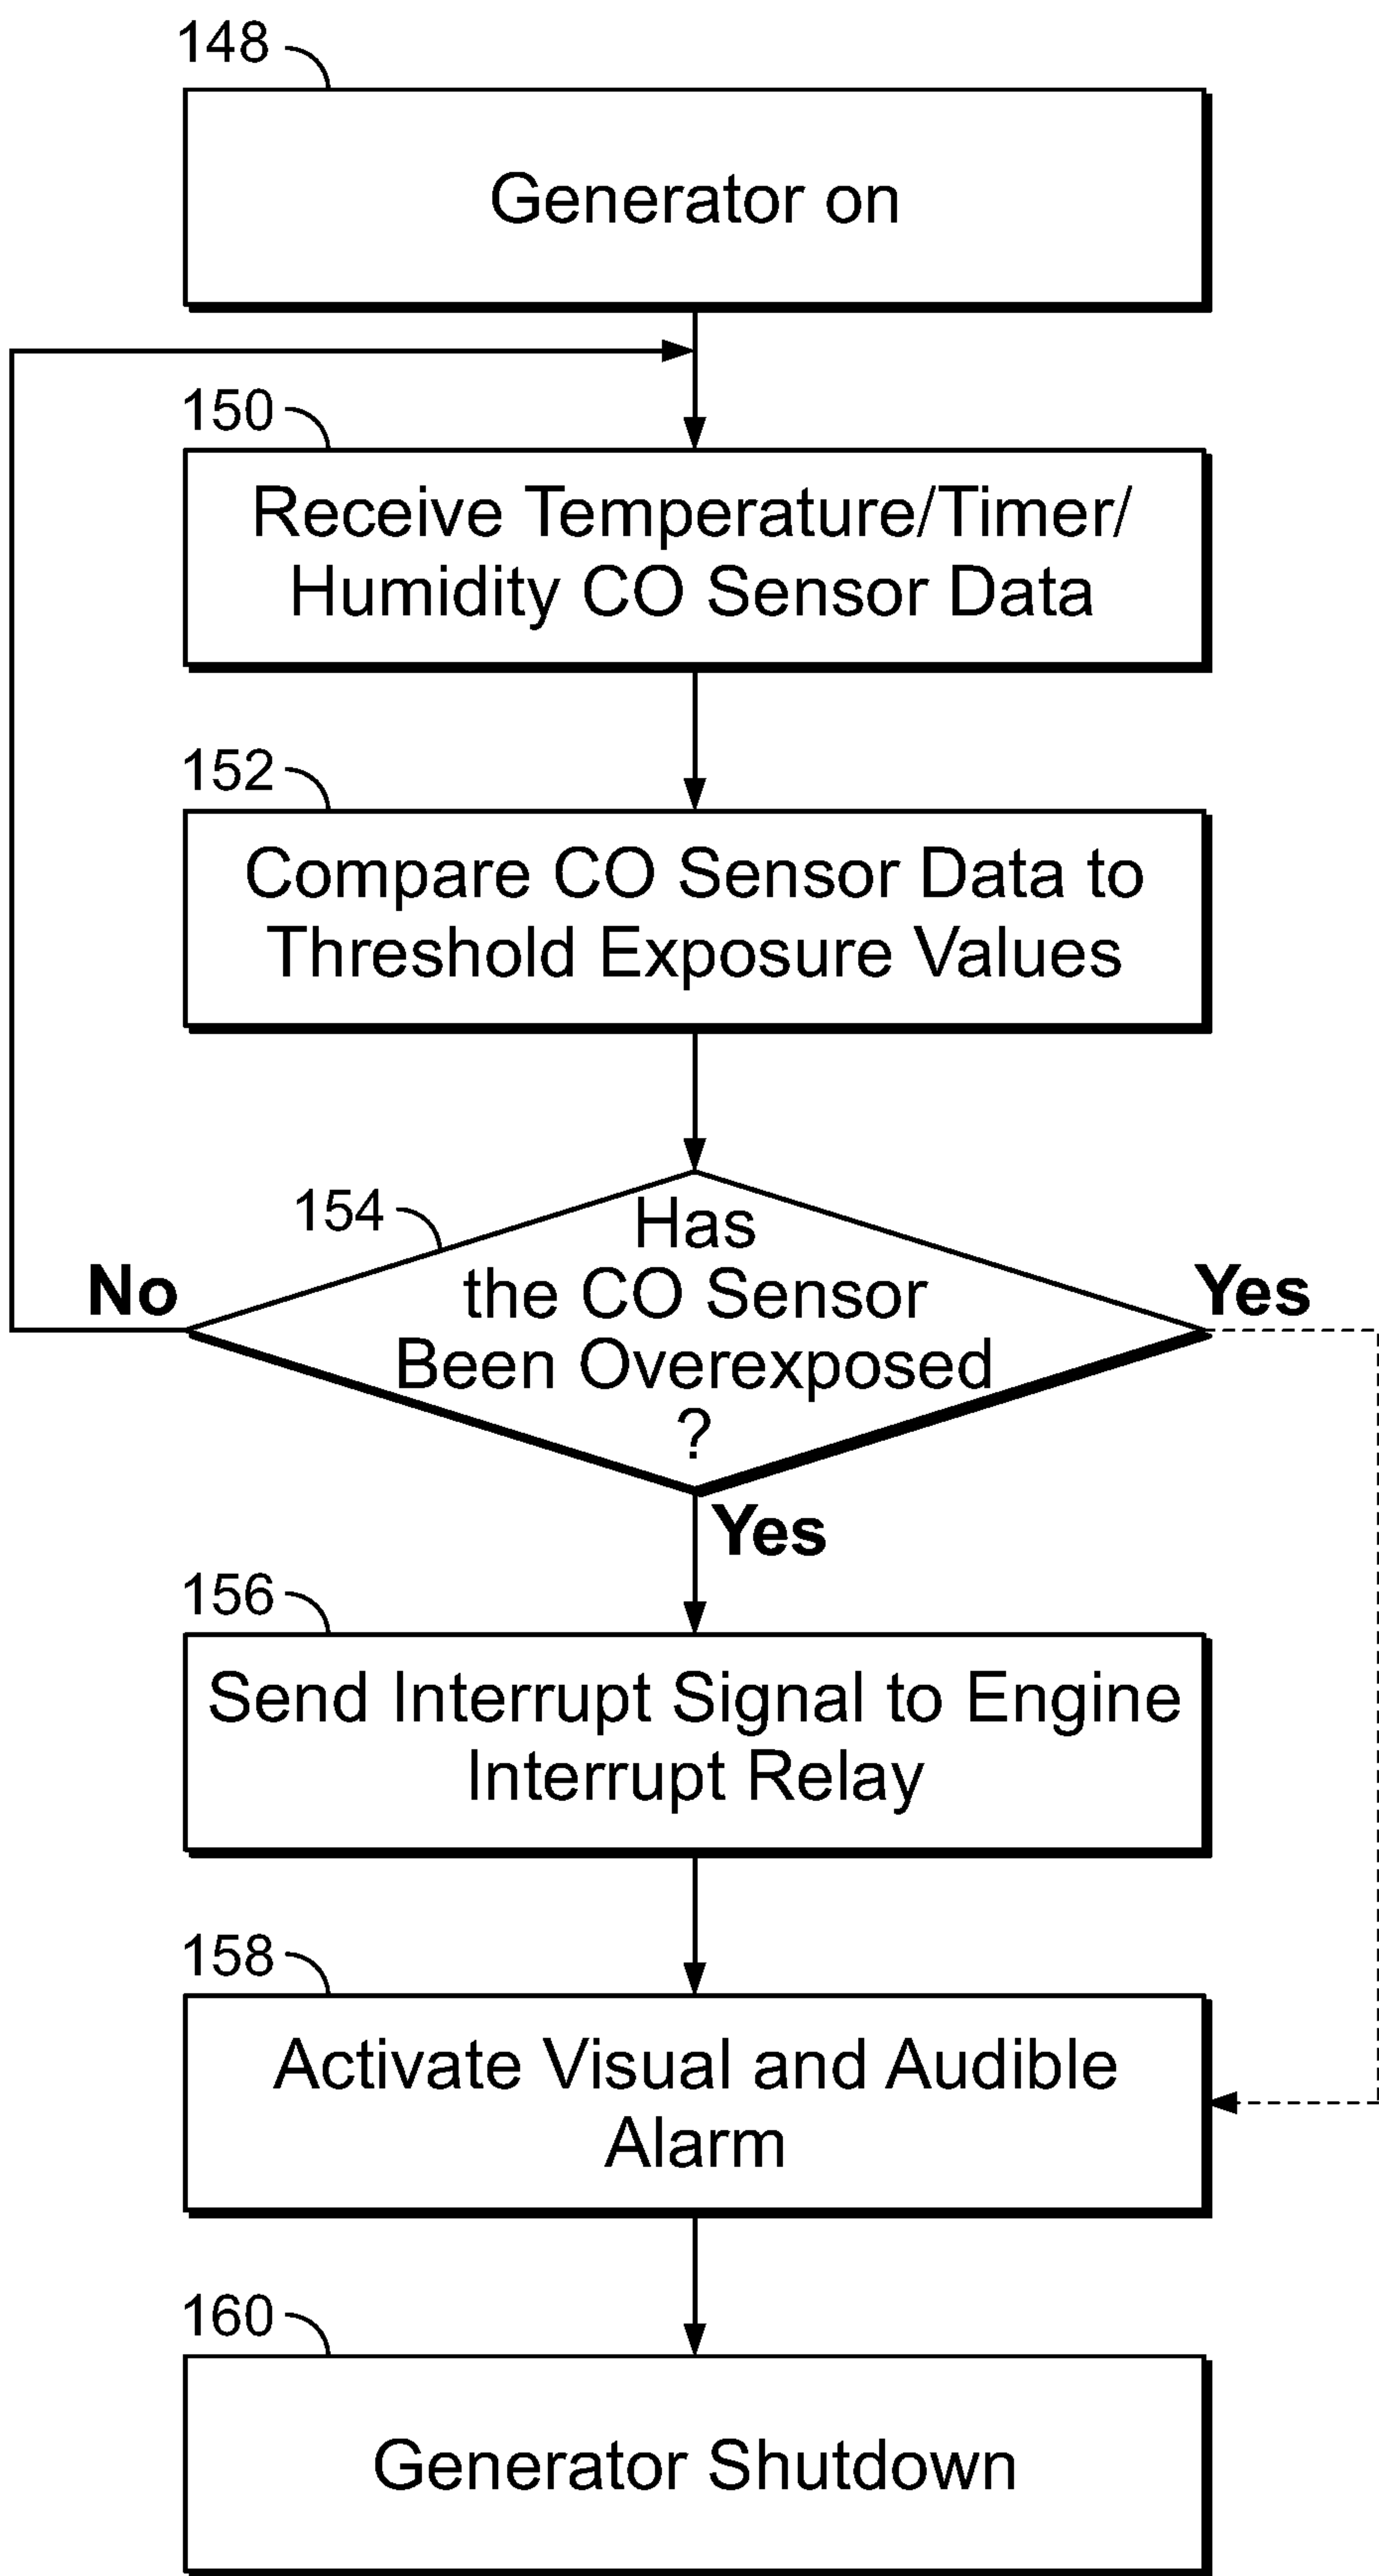 148
Generator on
150
Receive Temperature/Timer/
Humidity CO Sensor Data
152
Compare CO Sensor Data to
Threshold Exposure Values
154
Has
the CO Sensor
Been Overexposed
?
No
Yes
Yes
156
Send Interrupt Signal to Engine
Interrupt Relay
158
Activate Visual and Audible
Alarm
160
Generator Shutdown